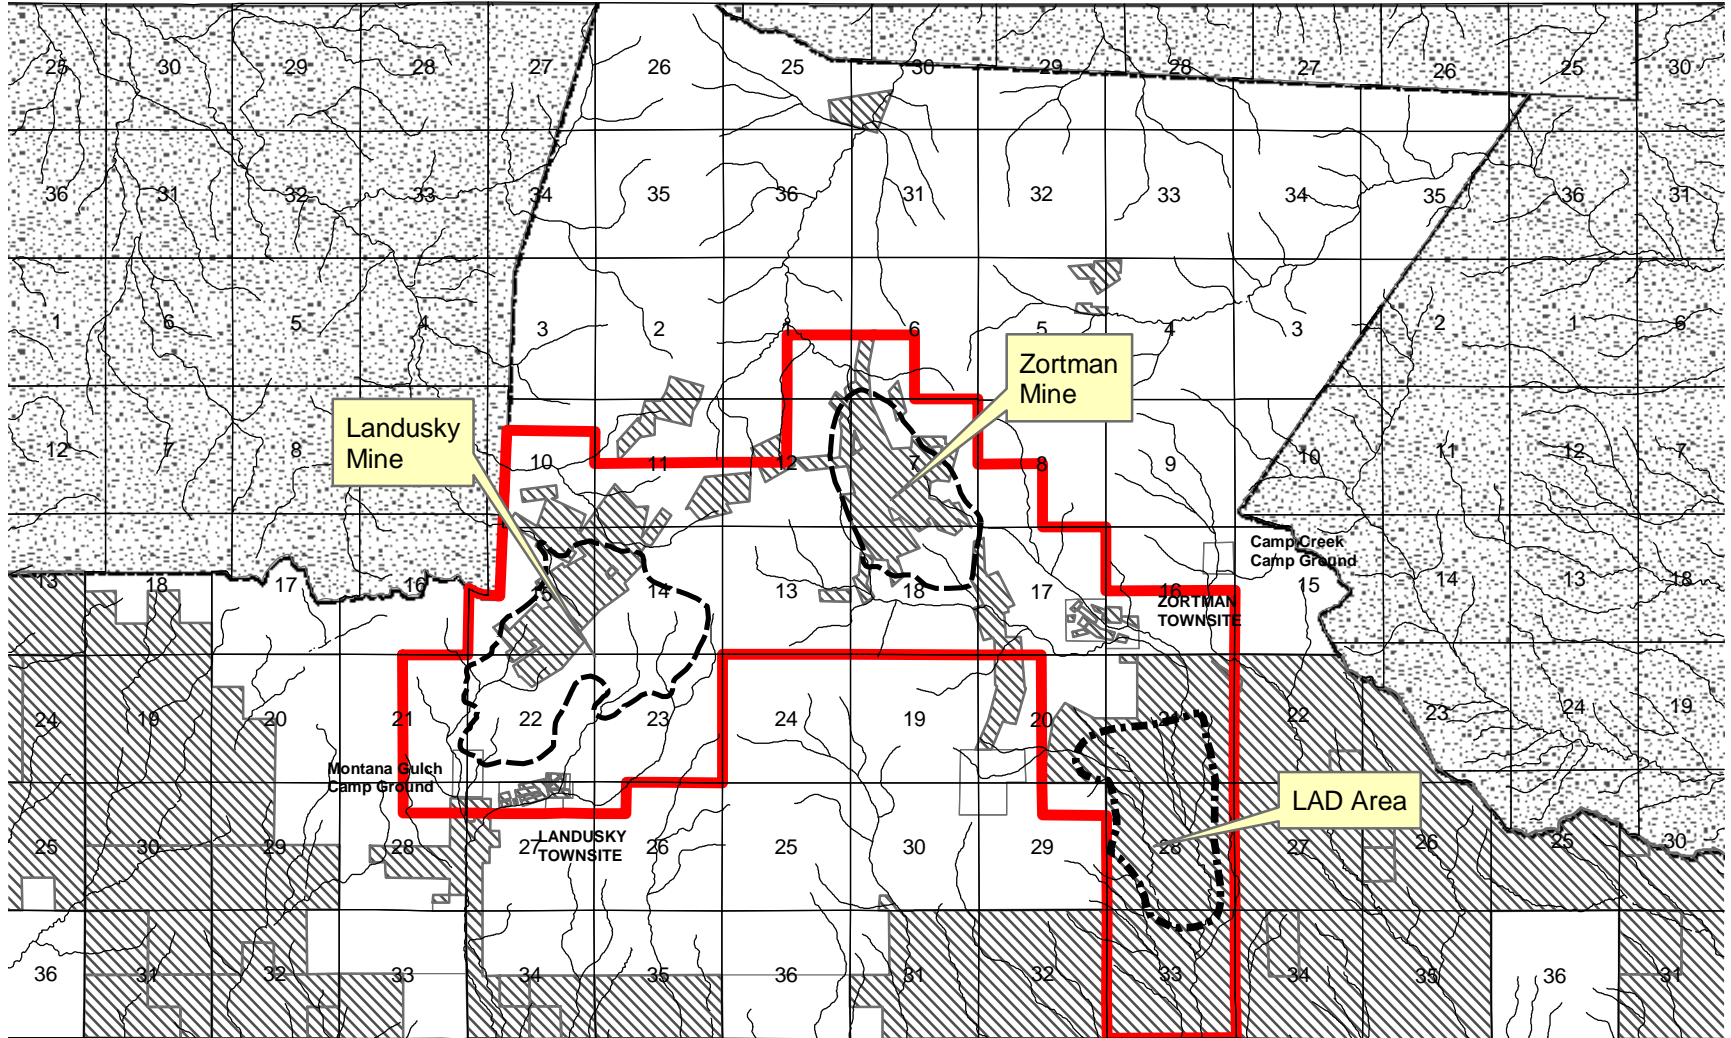 25 30 29 28 27 26 25 30 29 28 27 26 25 30
36 31 32 33 34 35 36 31 32 33 34 35 36 31
1 6 5 4 3 2 1 6 5 4 3 2 1 6
Zortman
Mine
Landusky
Mine
12 7 8 10 11 12 7 8 9 10 11 12 7
Camp Creek
Camp Ground
13 18 17 16 15 14 13 18 17 16 15 14 13 18
ZORTMAN
TOWNSITE
24 19 20 21 22 23 24 19 20 21 22 23 24 19
Montana Gulch
Camp Ground
LAD Area
LANDUSKY
TOWNSITE
25 30 29 28 27 26 25 30 29 28 27 26 25 30
36 31 32 33 34 35 36 31 32 33 34 35 36 31